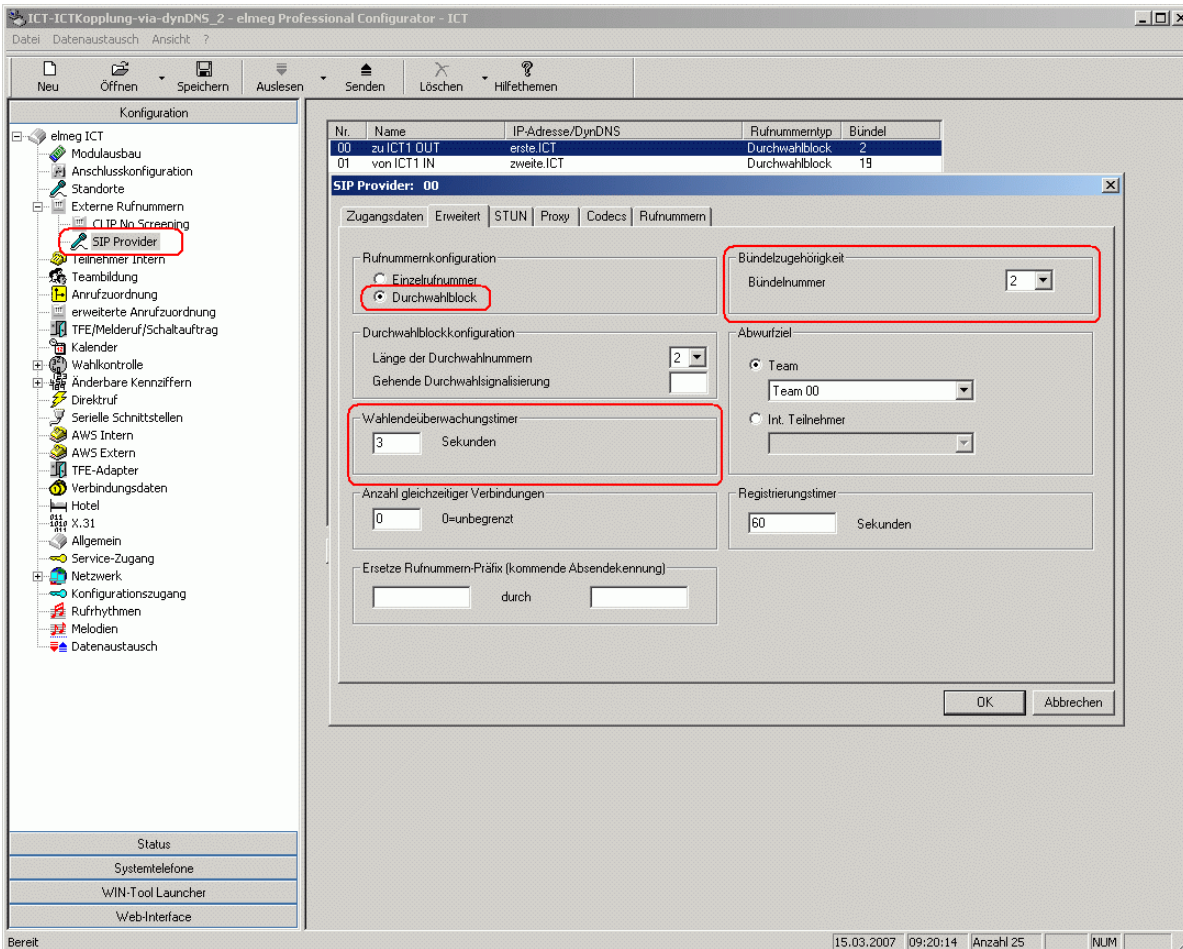 ICT-ICTKopplung-via-dynDNS_2 - elmeg Professional Configurator - ICT
Datei Datenaustausch Ansicht ?
Neu Öffnen Speichern Auslesen Senden Löschen Hilfethemen
Konfiguration
elmeg ICT
Modulausbau
Anschlusskonfiguration
Standorte
Externe Rufnummern
CLIP No Screening
SIP Provider
Teilnehmer Intern
Teambildung
Anrufzuordnung
erweiterte Anrufzuordnung
TFE/Melderuf/Schaltauftrag
Kalender
Wahlkontrolle
Änderbare Kennziffern
Direktruf
Serielle Schnittstellen
AWS Intern
AWS Extern
TFE-Adapter
Verbindungsdaten
Hotel
X.31
Allgemein
Service-Zugang
Netzwerk
Konfigurationszugang
Rufrhythmen
Melodien
Datenaustausch
Status
Systemtelefone
WIN-Tool Launcher
Web-Interface
Nr. Name IP-Adresse/DynDNS Rufnummerntyp Bündel
00 zu ICT1 OUT erste.ICT Durchwahlblock 2
01 von ICT1 IN zweite.ICT Durchwahlblock 19
SIP Provider: 00
Zugangsdaten Erweitert STUN Proxy Codecs Rufnummern
Rufnummernkonfiguration
Einzelrufnummer
Durchwahlblock
Bündelzugehörigkeit
Bündelnummer 2
Durchwahlblockkonfiguration
Länge der Durchwahlnummern 2
Gehende Durchwahlsignalisierung
Abwurfziel
Team
Team 00
Int. Teilnehmer
Wahlendeüberwachungstimer
3 Sekunden
Anzahl gleichzeitiger Verbindungen
0 0=unbegrenzt
Registrierungstimer
60 Sekunden
Ersetze Rufnummern-Präfix (kommende Absendekennung)
durch
OK Abbrechen
Bereit 15.03.2007 09:20:14 Anzahl 25 NUM